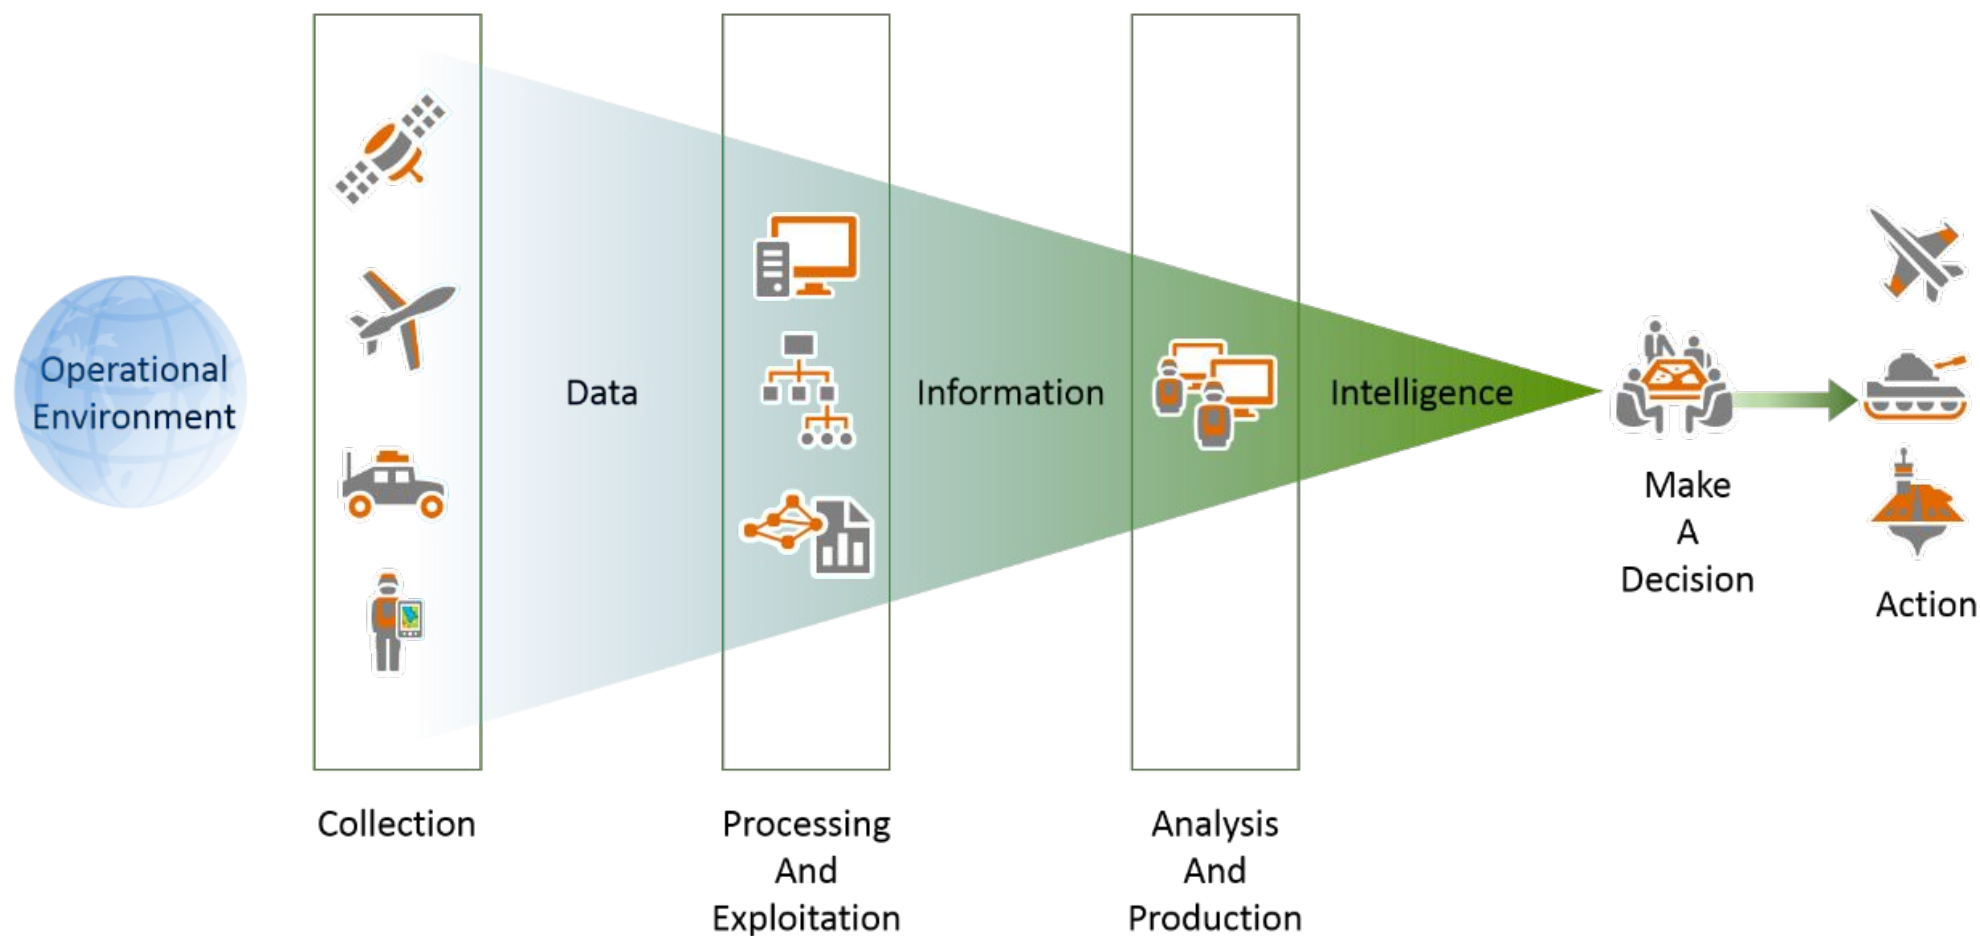 Operational
Environment
Data
Information
Intelligence
Make
A
Decision
Action
Collection
Processing
And
Exploitation
Analysis
And
Production